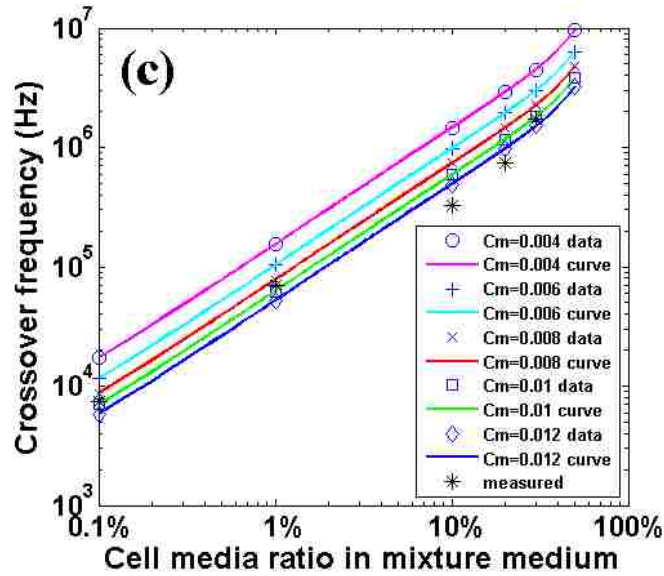 (c)
Crossover frequency (Hz)
10^7
10^6
10^5
10^4
10^3
Cm=0.004 data
Cm=0.004 curve
Cm=0.006 data
Cm=0.006 curve
Cm=0.008 data
Cm=0.008 curve
Cm=0.01 data
Cm=0.01 curve
Cm=0.012 data
Cm=0.012 curve
measured
0.1% 1% 10% 100%
Cell media ratio in mixture medium